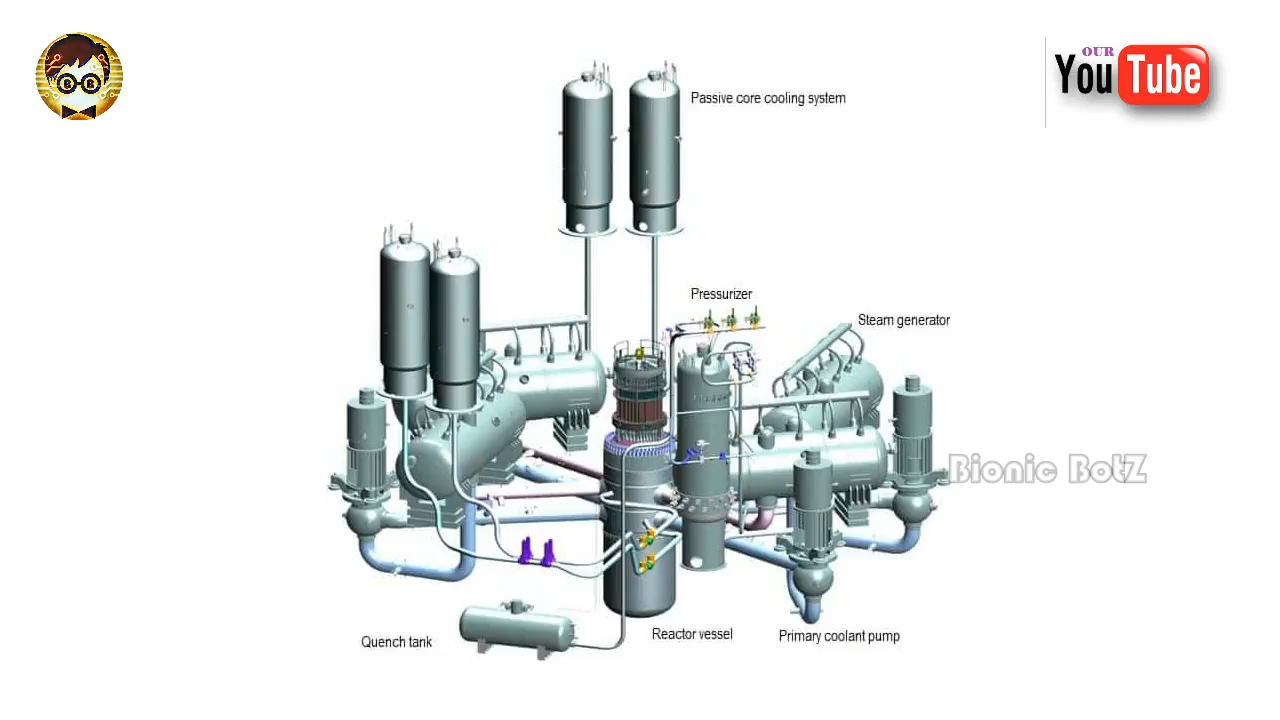 OUR
YouTube
Passive core cooling system
Pressurizer
Steam generator
Bionic BotZ
Reactor vessel
Primary coolant pump
Quench tank